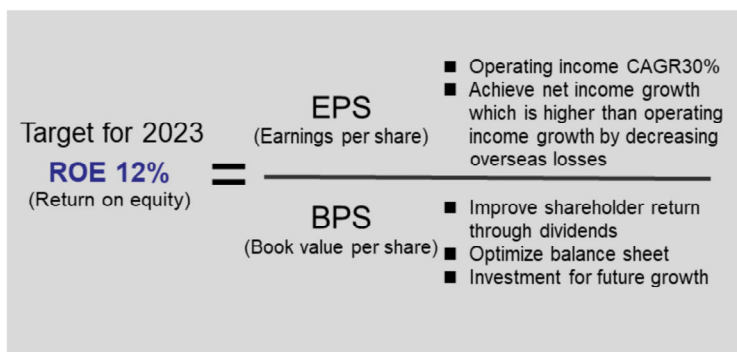 Target for 2023
ROE 12%
(Return on equity)
=
EPS
(Earnings per share)
■ Operating income CAGR30%
■ Achieve net income growth
which is higher than operating
income growth by decreasing
overseas losses
BPS
(Book value per share)
■ Improve shareholder return
through dividends
■ Optimize balance sheet
■ Investment for future growth